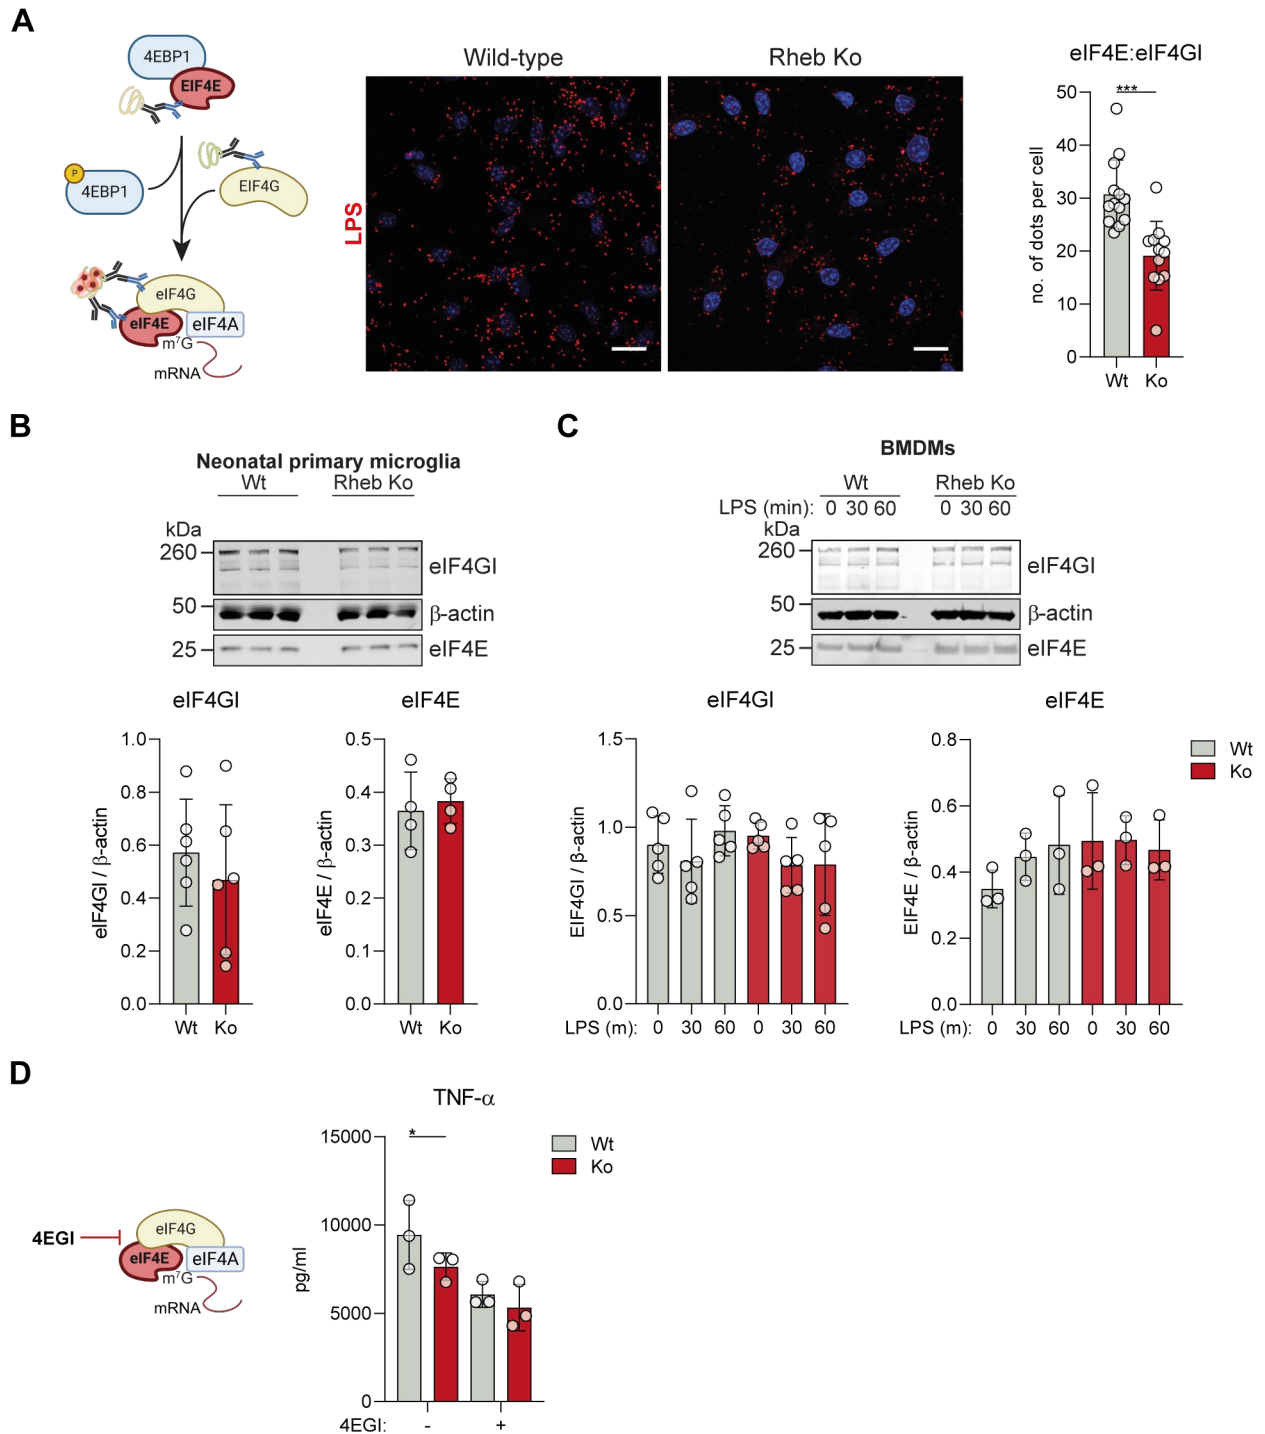 A
4EBP1
EIF4E
P
4EBP1
EIF4G
eIF4G
eIF4E
eIF4A
m7G
mRNA
Wild-type
Rheb Ko
LPS
eIF4E:eIF4GI
no. of dots per cell
50
40
30
20
10
0
***
Wt
Ko
B
Neonatal primary microglia
Wt
Rheb Ko
kDa
260
eIF4GI
50
β-actin
25
eIF4E
eIF4GI
eIF4GI / β-actin
1.0
0.8
0.6
0.4
0.2
0.0
Wt
Ko
eIF4E
eIF4E / β-actin
0.5
0.4
0.3
0.2
0.1
0.0
Wt
Ko
C
BMDMs
Wt
Rheb Ko
LPS (min): 0 30 60 0 30 60
kDa
260
eIF4GI
50
β-actin
25
eIF4E
eIF4GI
EIF4GI / β-actin
1.5
1.0
0.5
0.0
LPS (m): 0 30 60 0 30 60
eIF4E
EIF4E / β-actin
0.8
0.6
0.4
0.2
0.0
LPS (m): 0 30 60 0 30 60
Wt
Ko
D
4EGI
eIF4G
eIF4E
eIF4A
m7G
mRNA
TNF-α
pg/ml
15000
10000
5000
0
*
4EGI: - +
Wt
Ko